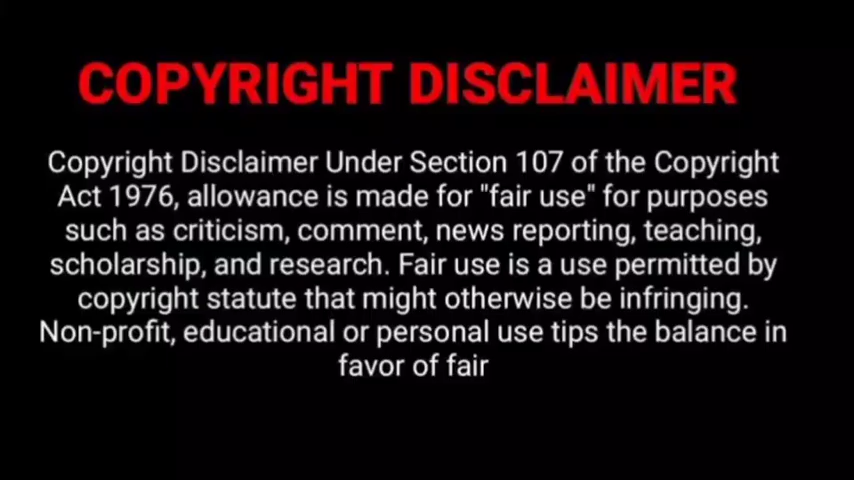 COPYRIGHT DISCLAIMER
Copyright Disclaimer Under Section 107 of the Copyright
Act 1976, allowance is made for "fair use" for purposes
such as criticism, comment, news reporting, teaching,
scholarship, and research. Fair use is a use permitted by
copyright statute that might otherwise be infringing.
Non-profit, educational or personal use tips the balance in
favor of fair